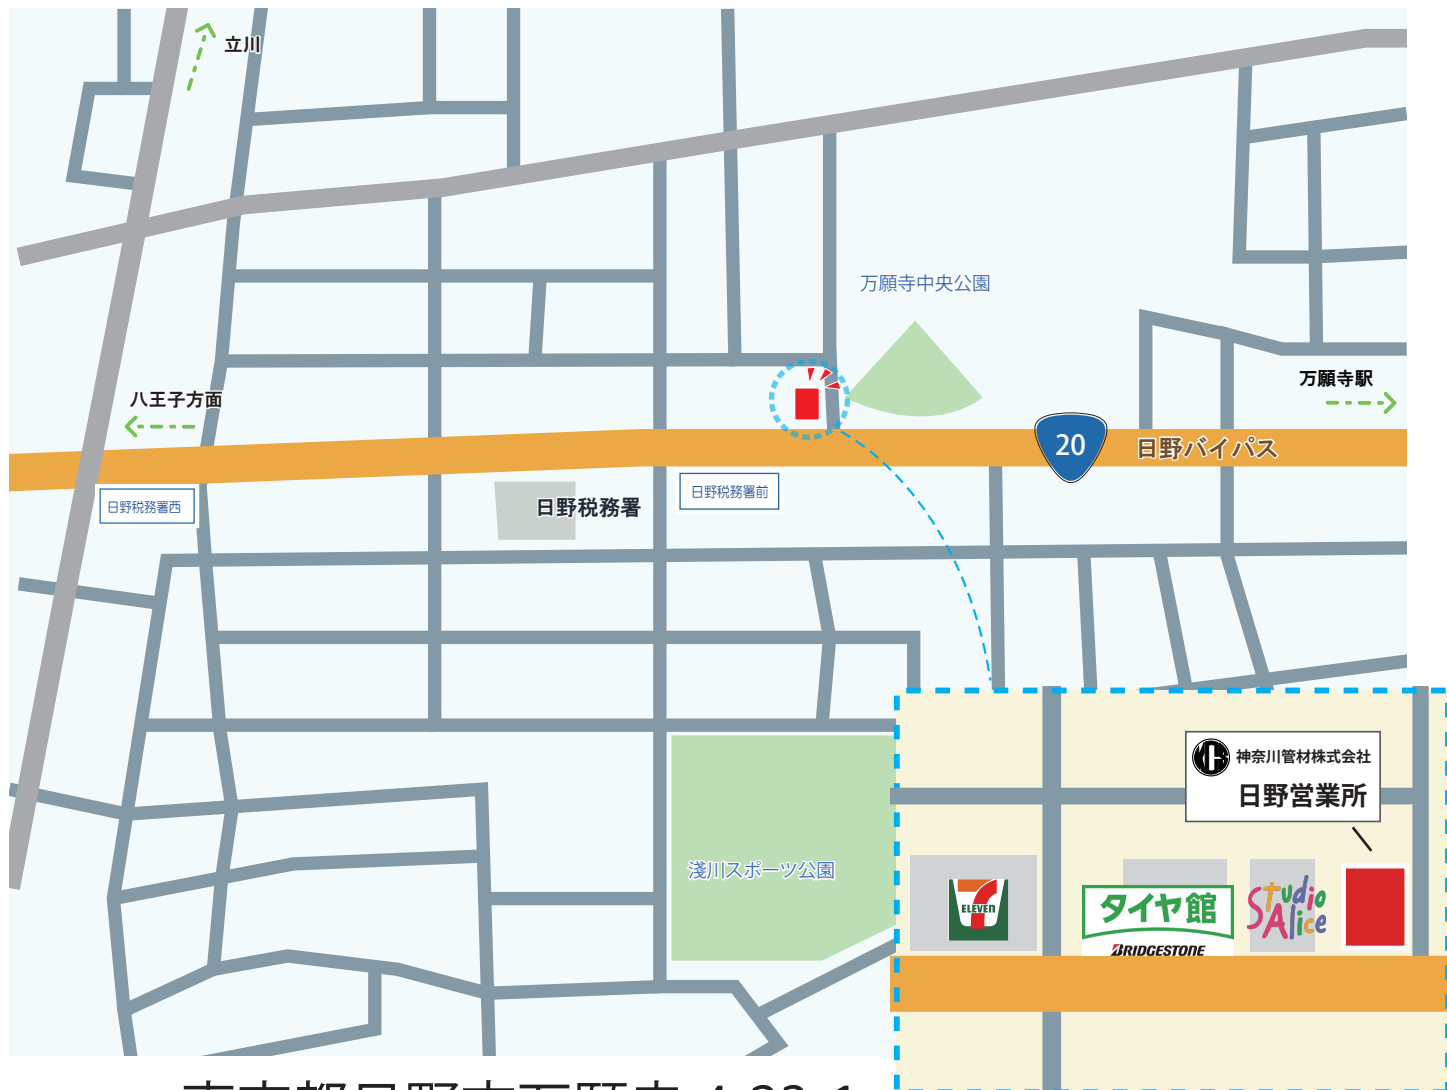 立川
万願寺中央公園
万願寺駅
八王子方面
20
日野バイパス
日野税務署西
日野税務署
日野税務署前
神奈川管材株式会社
日野営業所
淺川スポーツ公園
7
ELEVEN
タイヤ館
BRIDGESTONE
Studio
Alice